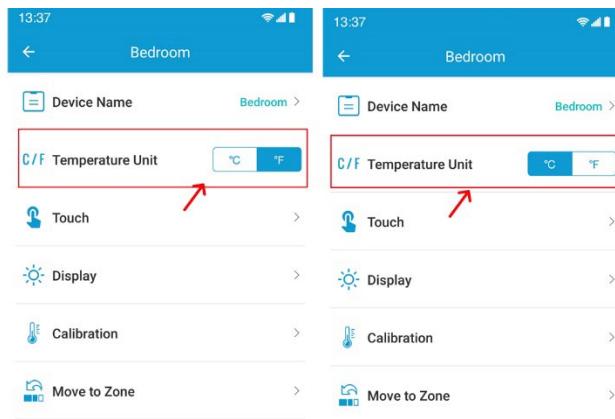 13:37
Bedroom
Device Name Bedroom >
C/F Temperature Unit °C °F
Touch >
Display >
Calibration >
Move to Zone >
13:37
Bedroom
Device Name Bedroom >
C/F Temperature Unit °C °F
Touch >
Display >
Calibration >
Move to Zone >